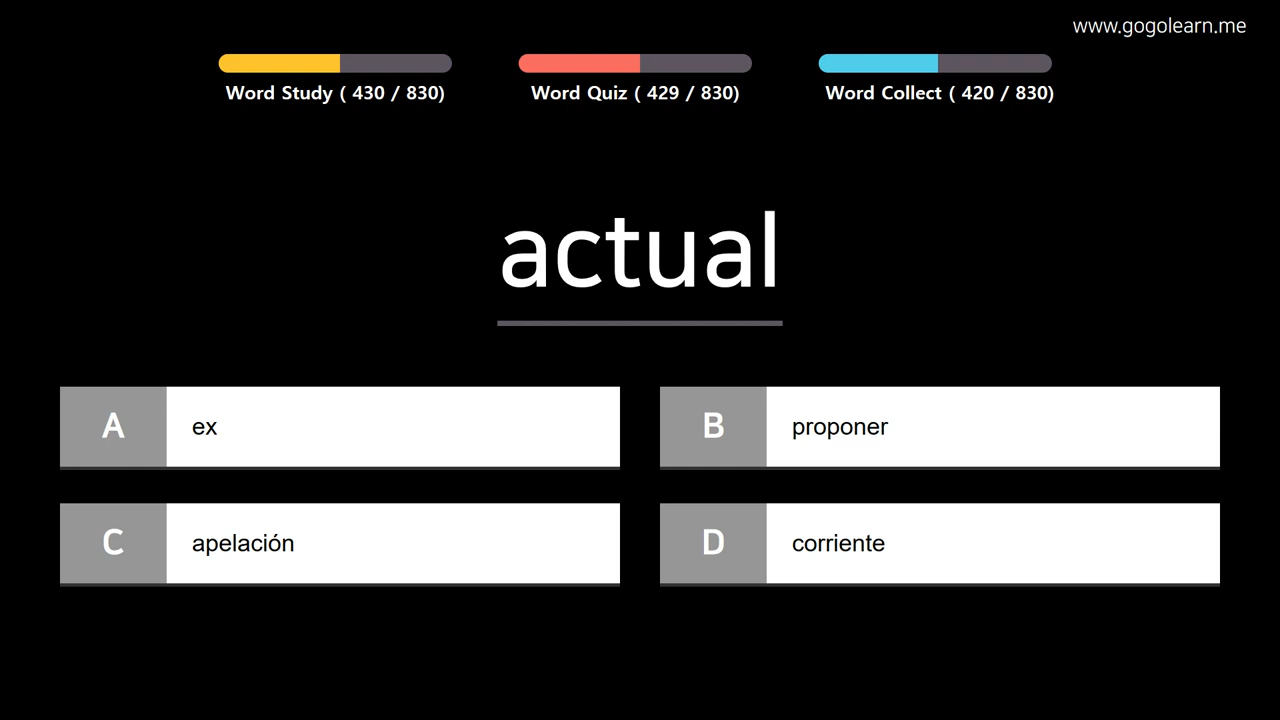 www.gogolearn.me
Word Study ( 430 / 830)
Word Quiz ( 429 / 830)
Word Collect ( 420 / 830)
actual
A ex
B proponer
C apelación
D corriente